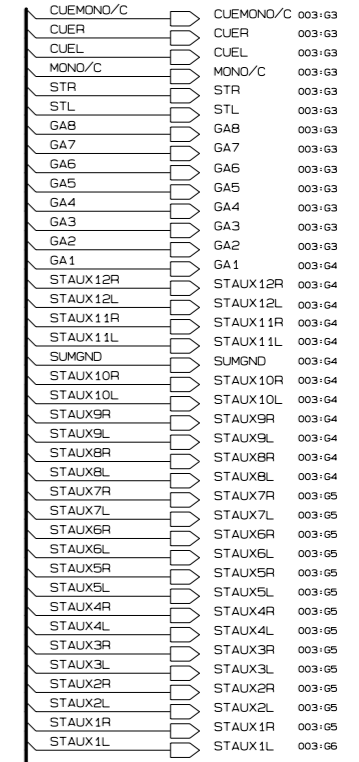 CUEMONO/C CUEMONO/C 003:G3
CUER CUER 003:G3
CUEL CUEL 003:G3
MONO/C MONO/C 003:G3
STR STR 003:G3
STL STL 003:G3
GA8 GA8 003:G3
GA7 GA7 003:G3
GA6 GA6 003:G3
GA5 GA5 003:G3
GA4 GA4 003:G3
GA3 GA3 003:G3
GA2 GA2 003:G3
GA1 GA1 003:G4
STAUX12R STAUX12R 003:G4
STAUX12L STAUX12L 003:G4
STAUX11R STAUX11R 003:G4
STAUX11L STAUX11L 003:G4
SUMGND SUMGND 003:G4
STAUX10R STAUX10R 003:G4
STAUX10L STAUX10L 003:G4
STAUX9R STAUX9R 003:G4
STAUX9L STAUX9L 003:G4
STAUX8R STAUX8R 003:G4
STAUX8L STAUX8L 003:G4
STAUX7R STAUX7R 003:G5
STAUX7L STAUX7L 003:G5
STAUX6R STAUX6R 003:G5
STAUX6L STAUX6L 003:G5
STAUX5R STAUX5R 003:G5
STAUX5L STAUX5L 003:G5
STAUX4R STAUX4R 003:G5
STAUX4L STAUX4L 003:G5
STAUX3R STAUX3R 003:G5
STAUX3L STAUX3L 003:G5
STAUX2R STAUX2R 003:G5
STAUX2L STAUX2L 003:G5
STAUX1R STAUX1R 003:G5
STAUX1L STAUX1L 003:G6